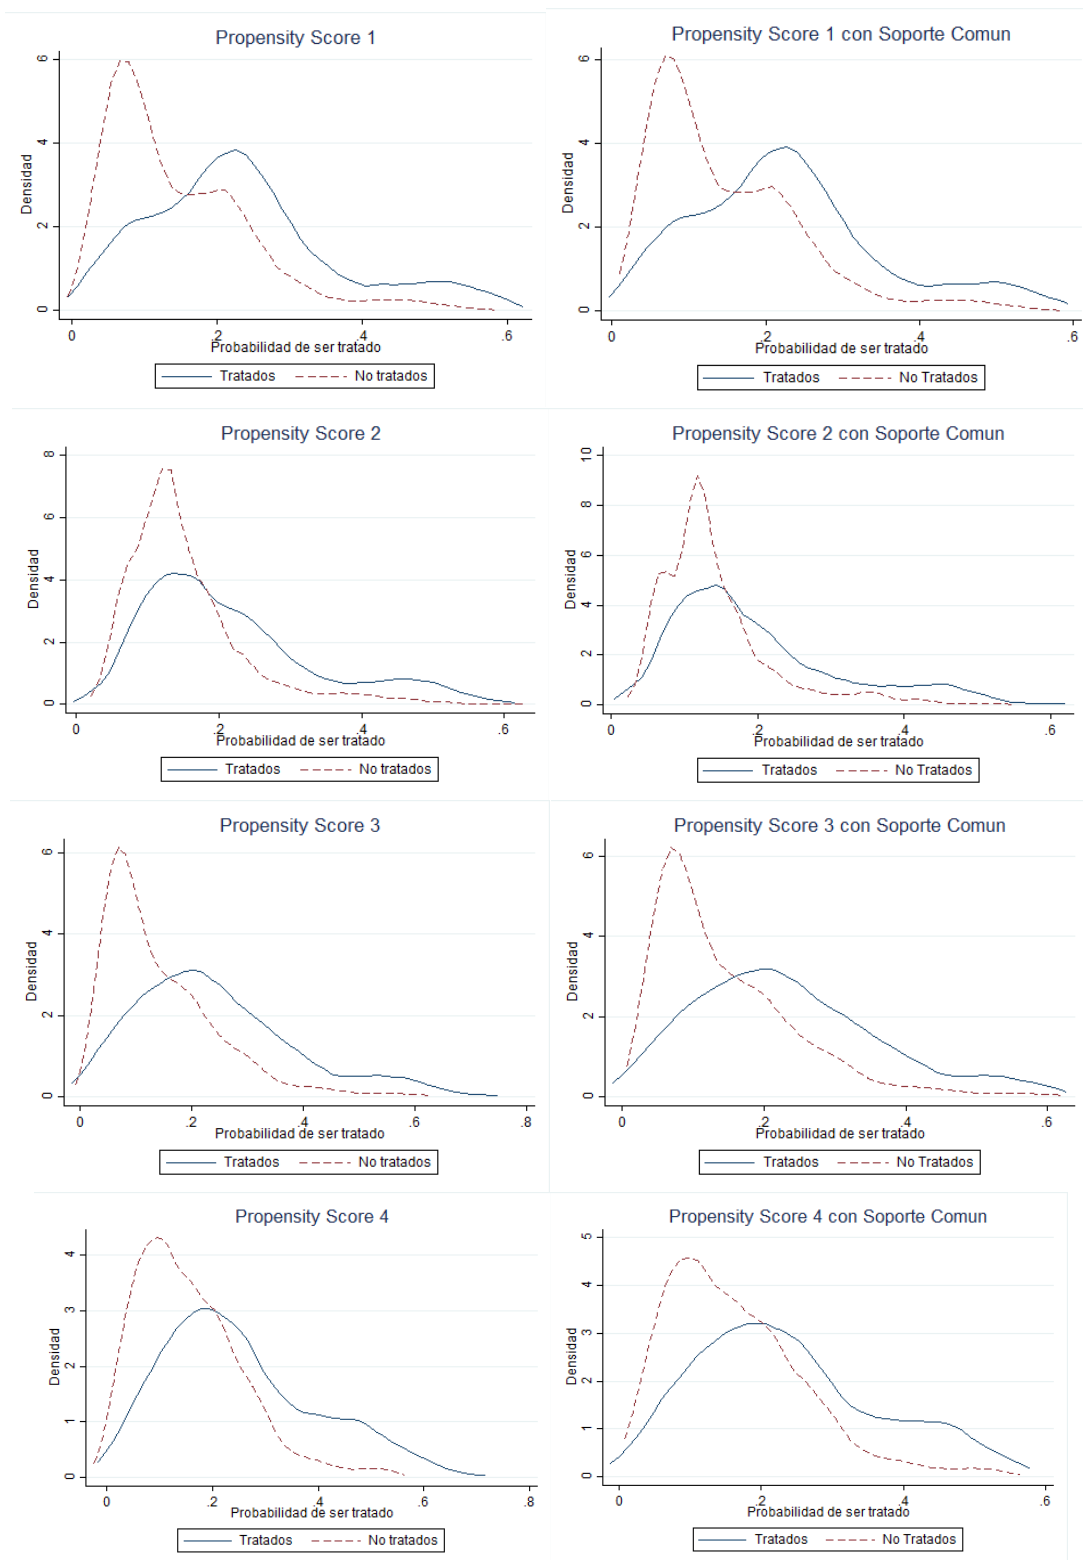 Propensity Score 1
Densidad
6
4
2
0
0 .2 .4 .6
Probabilidad de ser tratado
Tratados No tratados
Propensity Score 1 con Soporte Comun
Densidad
6
4
2
0
0 .2 .4 .6
Probabilidad de ser tratado
Tratados No Tratados
Propensity Score 2
Densidad
8
6
4
2
0
0 .2 .4 .6
Probabilidad de ser tratado
Tratados No tratados
Propensity Score 2 con Soporte Comun
Densidad
10
8
6
4
2
0
0 .2 .4 .6
Probabilidad de ser tratado
Tratados No Tratados
Propensity Score 3
Densidad
6
4
2
0
0 .2 .4 .6 .8
Probabilidad de ser tratado
Tratados No tratados
Propensity Score 3 con Soporte Comun
Densidad
6
4
2
0
0 .2 .4 .6
Probabilidad de ser tratado
Tratados No Tratados
Propensity Score 4
Densidad
4
3
2
1
0
0 .2 .4 .6 .8
Probabilidad de ser tratado
Tratados No tratados
Propensity Score 4 con Soporte Comun
Densidad
5
4
3
2
1
0
0 .2 .4 .6
Probabilidad de ser tratado
Tratados No Tratados